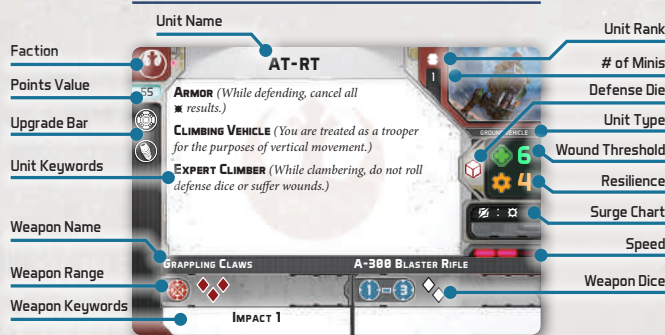 Unit Name
Faction
Points Value
Upgrade Bar
Unit Keywords
Weapon Name
Weapon Range
Weapon Keywords
AT-RT
55
1
ARMOR (While defending, cancel all
results.)
CLIMBING VEHICLE (You are treated as a trooper
for the purposes of vertical movement.)
EXPERT CLIMBER (While clambering, do not roll
defense dice or suffer wounds.)
GROUND VEHICLE
6
4
:
GRAPPLING CLAWS
A-300 BLASTER RIFLE
1-3
IMPACT 1
Unit Rank
# of Minis
Defense Die
Unit Type
Wound Threshold
Resilience
Surge Chart
Speed
Weapon Dice